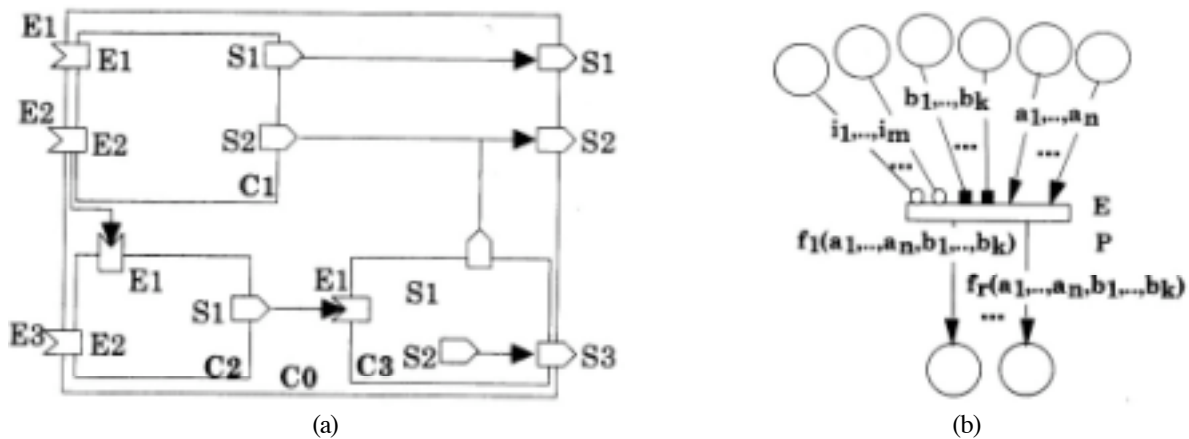 E1
E1
S1
S1
E2
E2
S2
S2
C1
E1
E1
S1
S1
E3
E2
C2
C0
C3
S2
S3
(a)
b1,..,bk
i1,..,im
a1,..,an
...
...
...
E
P
f1(a1,..,an,b1,..,bk)
fr(a1,..,an,b1,..,bk)
...
(b)